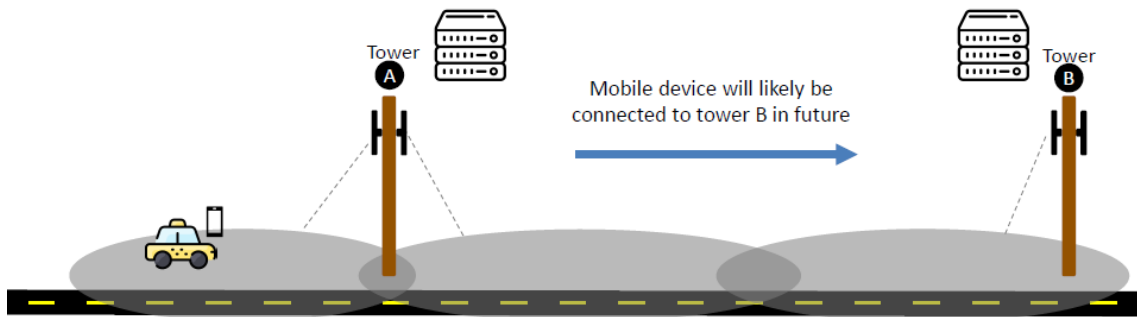 Tower
A
Mobile device will likely be
connected to tower B in future
Tower
B